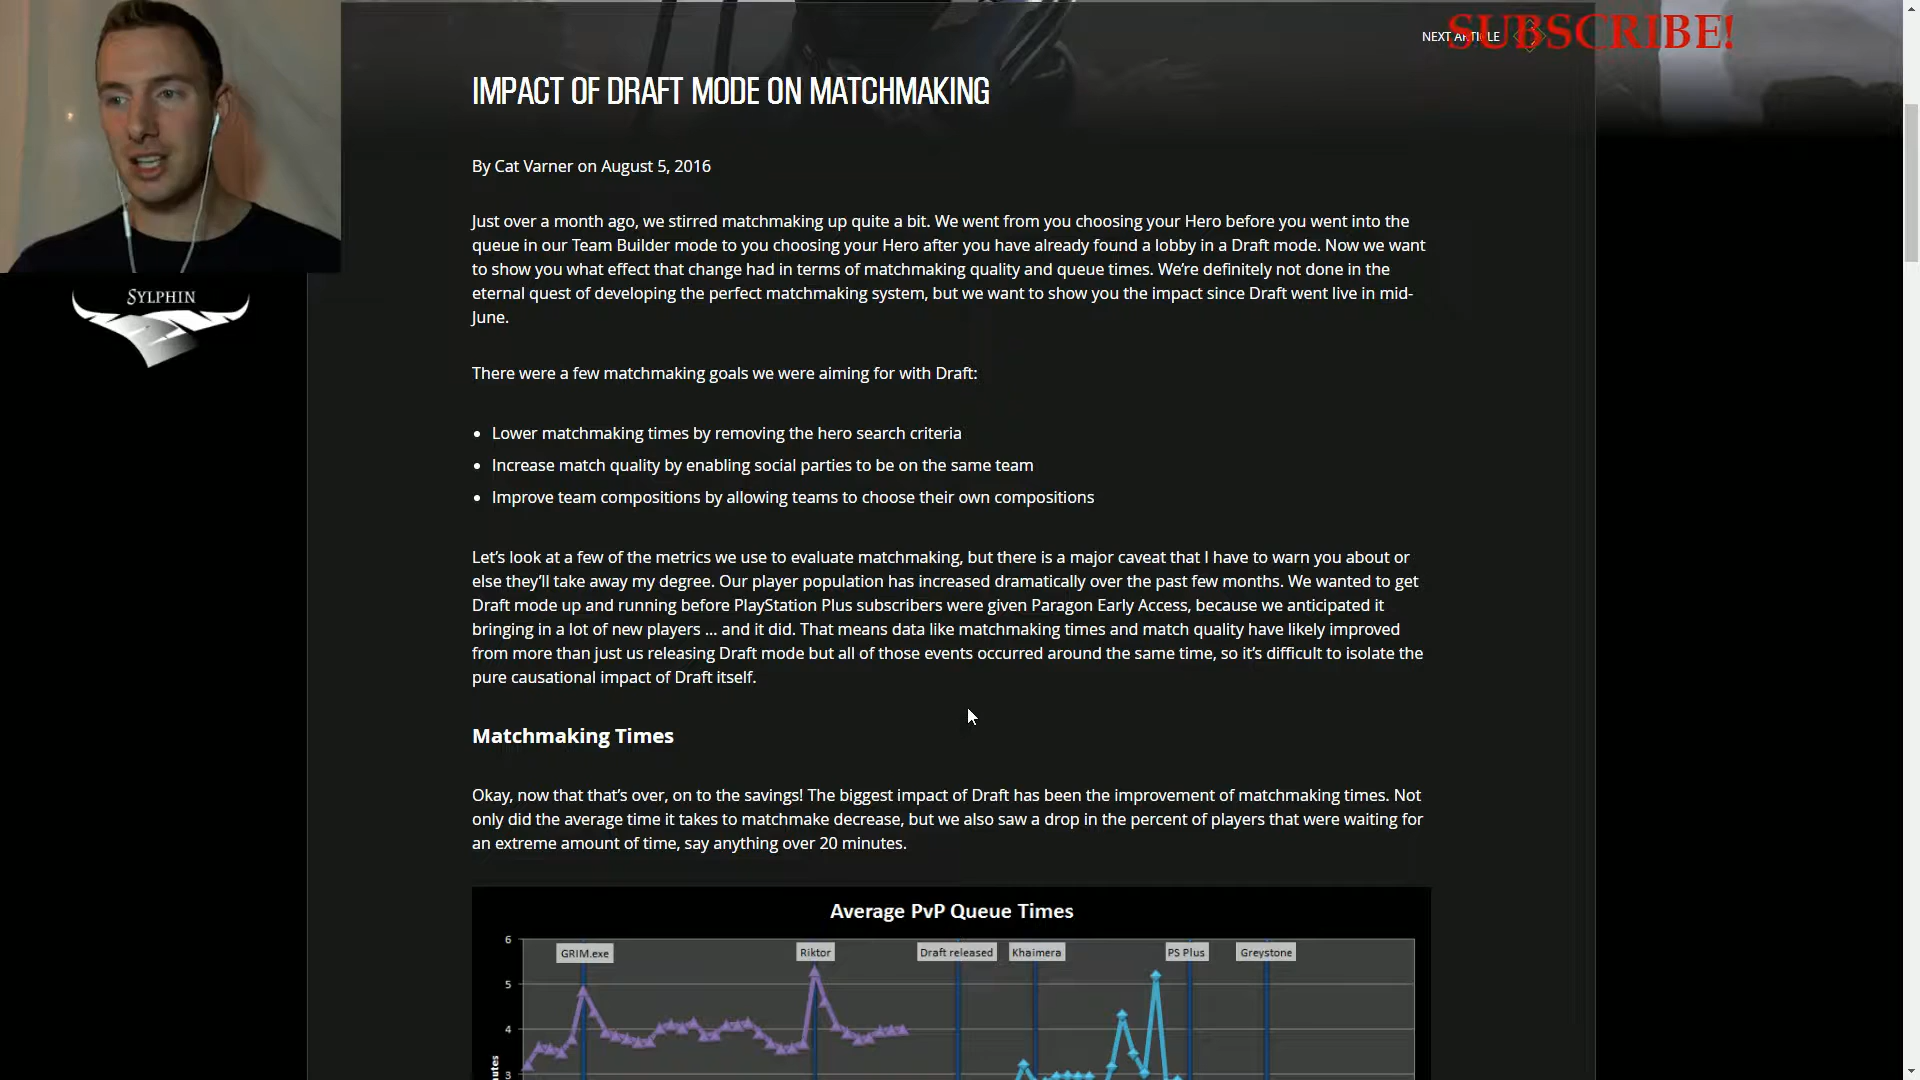 SUBSCRIBE!
NEXT ARTICLE
IMPACT OF DRAFT MODE ON MATCHMAKING
By Cat Varner on August 5, 2016
Just over a month ago, we stirred matchmaking up quite a bit. We went from you choosing your Hero before you went into the
queue in our Team Builder mode to you choosing your Hero after you have already found a lobby in a Draft mode. Now we want
to show you what effect that change had in terms of matchmaking quality and queue times. We're definitely not done in the
eternal quest of developing the perfect matchmaking system, but we want to show you the impact since Draft went live in mid-
June.
SYLPHIN
There were a few matchmaking goals we were aiming for with Draft:
• Lower matchmaking times by removing the hero search criteria
• Increase match quality by enabling social parties to be on the same team
• Improve team compositions by allowing teams to choose their own compositions
Let's look at a few of the metrics we use to evaluate matchmaking, but there is a major caveat that I have to warn you about or
else they'll take away my degree. Our player population has increased dramatically over the past few months. We wanted to get
Draft mode up and running before PlayStation Plus subscribers were given Paragon Early Access, because we anticipated it
bringing in a lot of new players ... and it did. That means data like matchmaking times and match quality have likely improved
from more than just us releasing Draft mode but all of those events occurred around the same time, so it's difficult to isolate the
pure causational impact of Draft itself.
Matchmaking Times
Okay, now that that's over, on to the savings! The biggest impact of Draft has been the improvement of matchmaking times. Not
only did the average time it takes to matchmake decrease, but we also saw a drop in the percent of players that were waiting for
an extreme amount of time, say anything over 20 minutes.
Average PvP Queue Times
6
GRIM.exe
Riktor
Draft released
Khaimera
PS Plus
Greystone
5
4
3